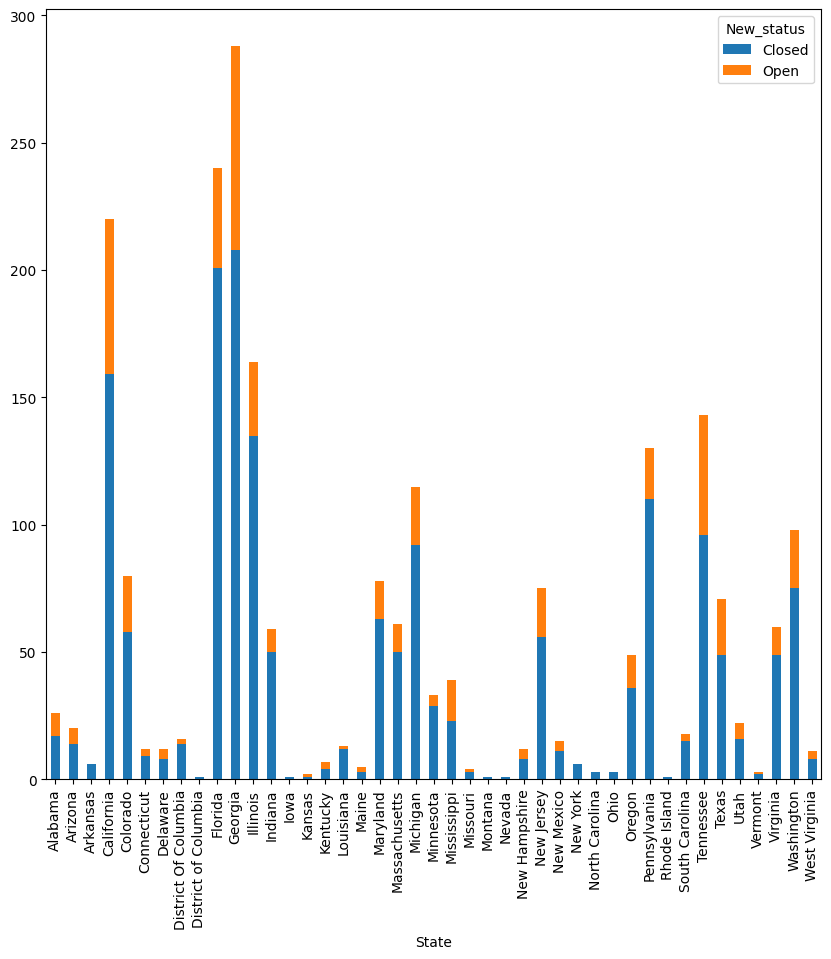 300
250
200
150
100
50
0
New_status
Closed
Open
Alabama
Arizona
Arkansas
California
Colorado
Connecticut
Delaware
District Of Columbia
District of Columbia
Florida
Georgia
Illinois
Indiana
Iowa
Kansas
Kentucky
Louisiana
Maine
Maryland
Massachusetts
Michigan
Minnesota
Mississippi
Missouri
Montana
Nevada
New Hampshire
New Jersey
New Mexico
New York
North Carolina
Ohio
Oregon
Pennsylvania
Rhode Island
South Carolina
Tennessee
Texas
Utah
Vermont
Virginia
Washington
West Virginia
State